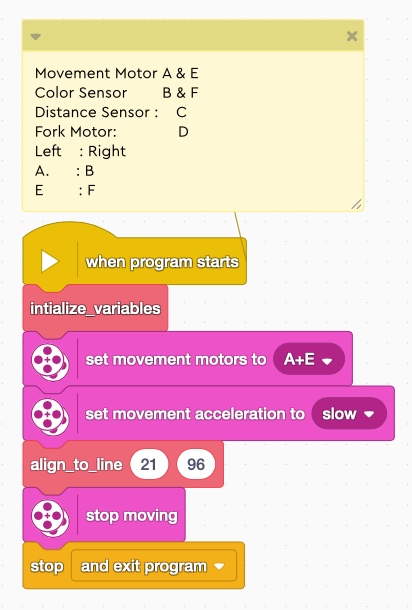 Movement Motor A & E
Color Sensor B & F
Distance Sensor : C
Fork Motor: D
Left : Right
A. : B
E : F
when program starts
intialize_variables
set movement motors to A+E
set movement acceleration to slow
align_to_line 21 96
stop moving
stop and exit program